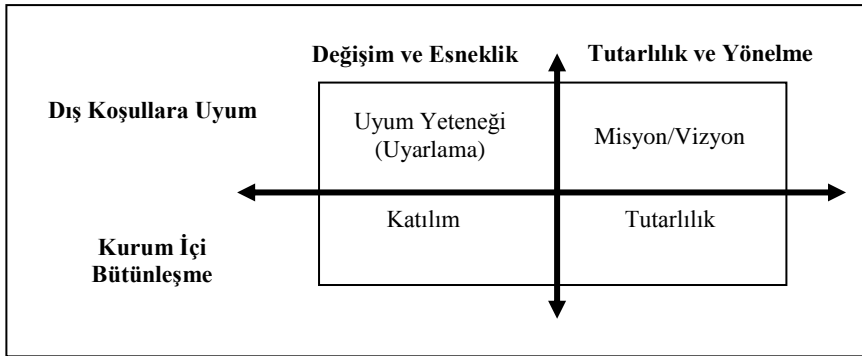 Değişim ve Esneklik
Tutarlılık ve Yönelme
Dış Koşullara Uyum
Uyum Yeteneği
(Uyarlama)
Misyon/Vizyon
Katılım
Tutarlılık
Kurum İçi
Bütünleşme